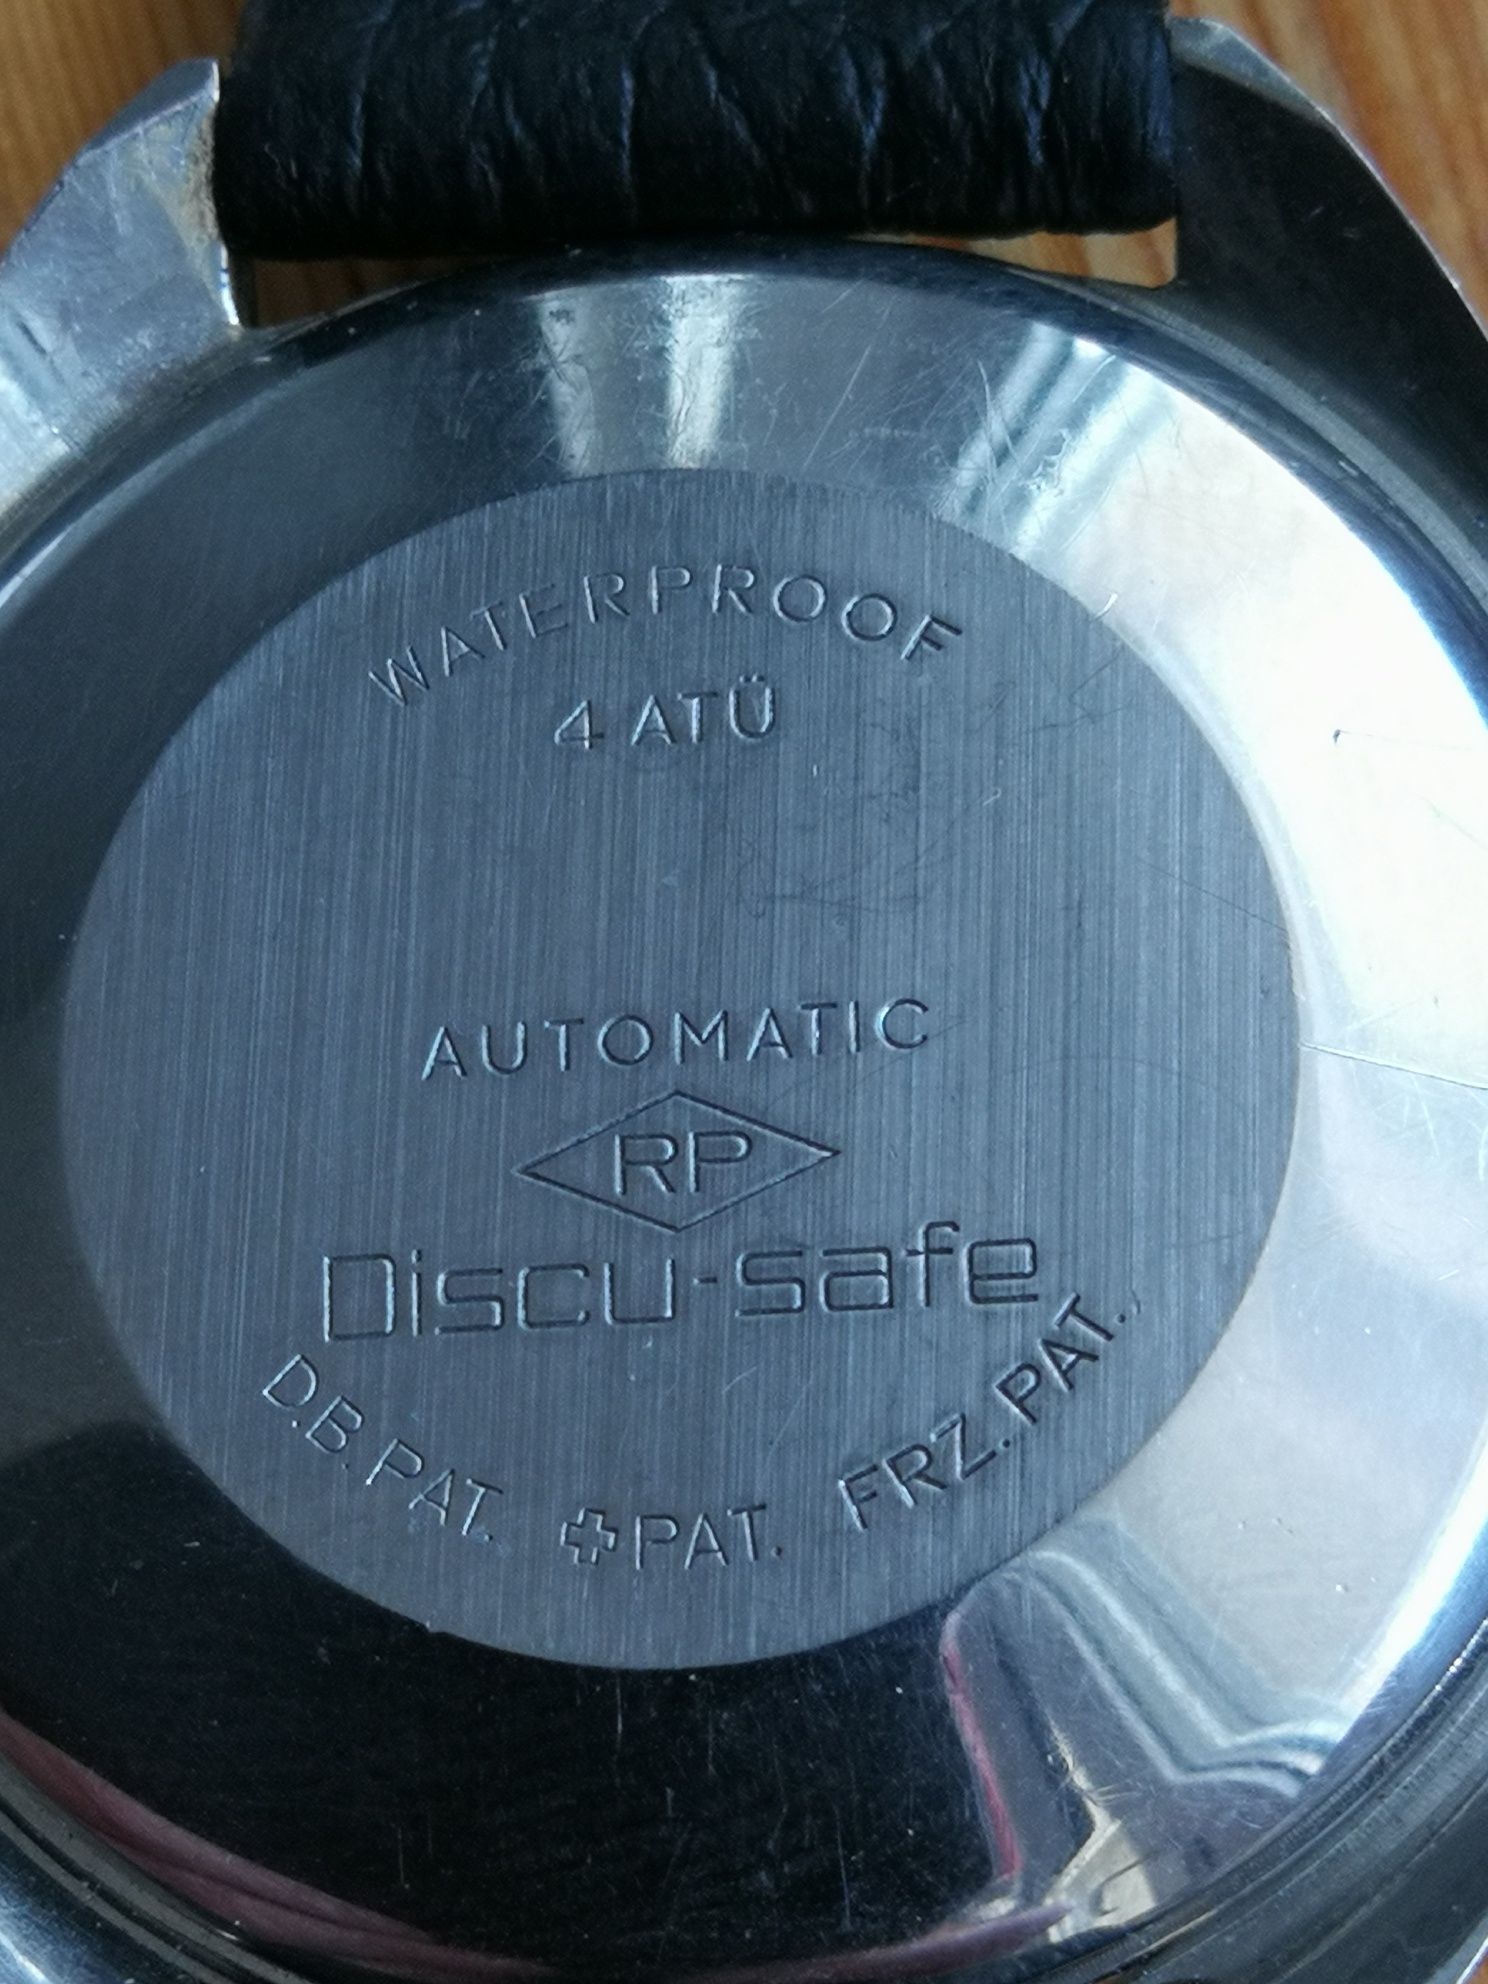 WATERPROOF
4 ATÜ
AUTOMATIC
RP
Discu-safe
D.B.PAT. ✚PAT. FRZ.PAT.